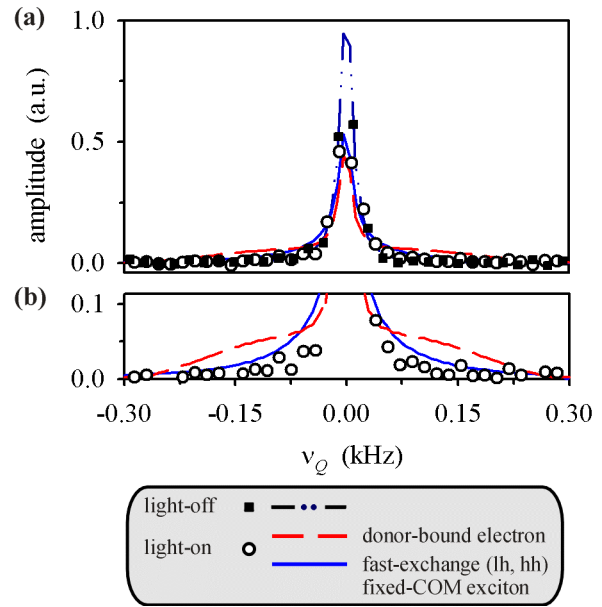 (a)
1.0
0.5
0.0
amplitude (a.u.)
(b)
0.1
0.0
-0.30 -0.15 0.00 0.15 0.30
ν_Q (kHz)
light-off
light-on
donor-bound electron
fast-exchange (lh, hh)
fixed-COM exciton